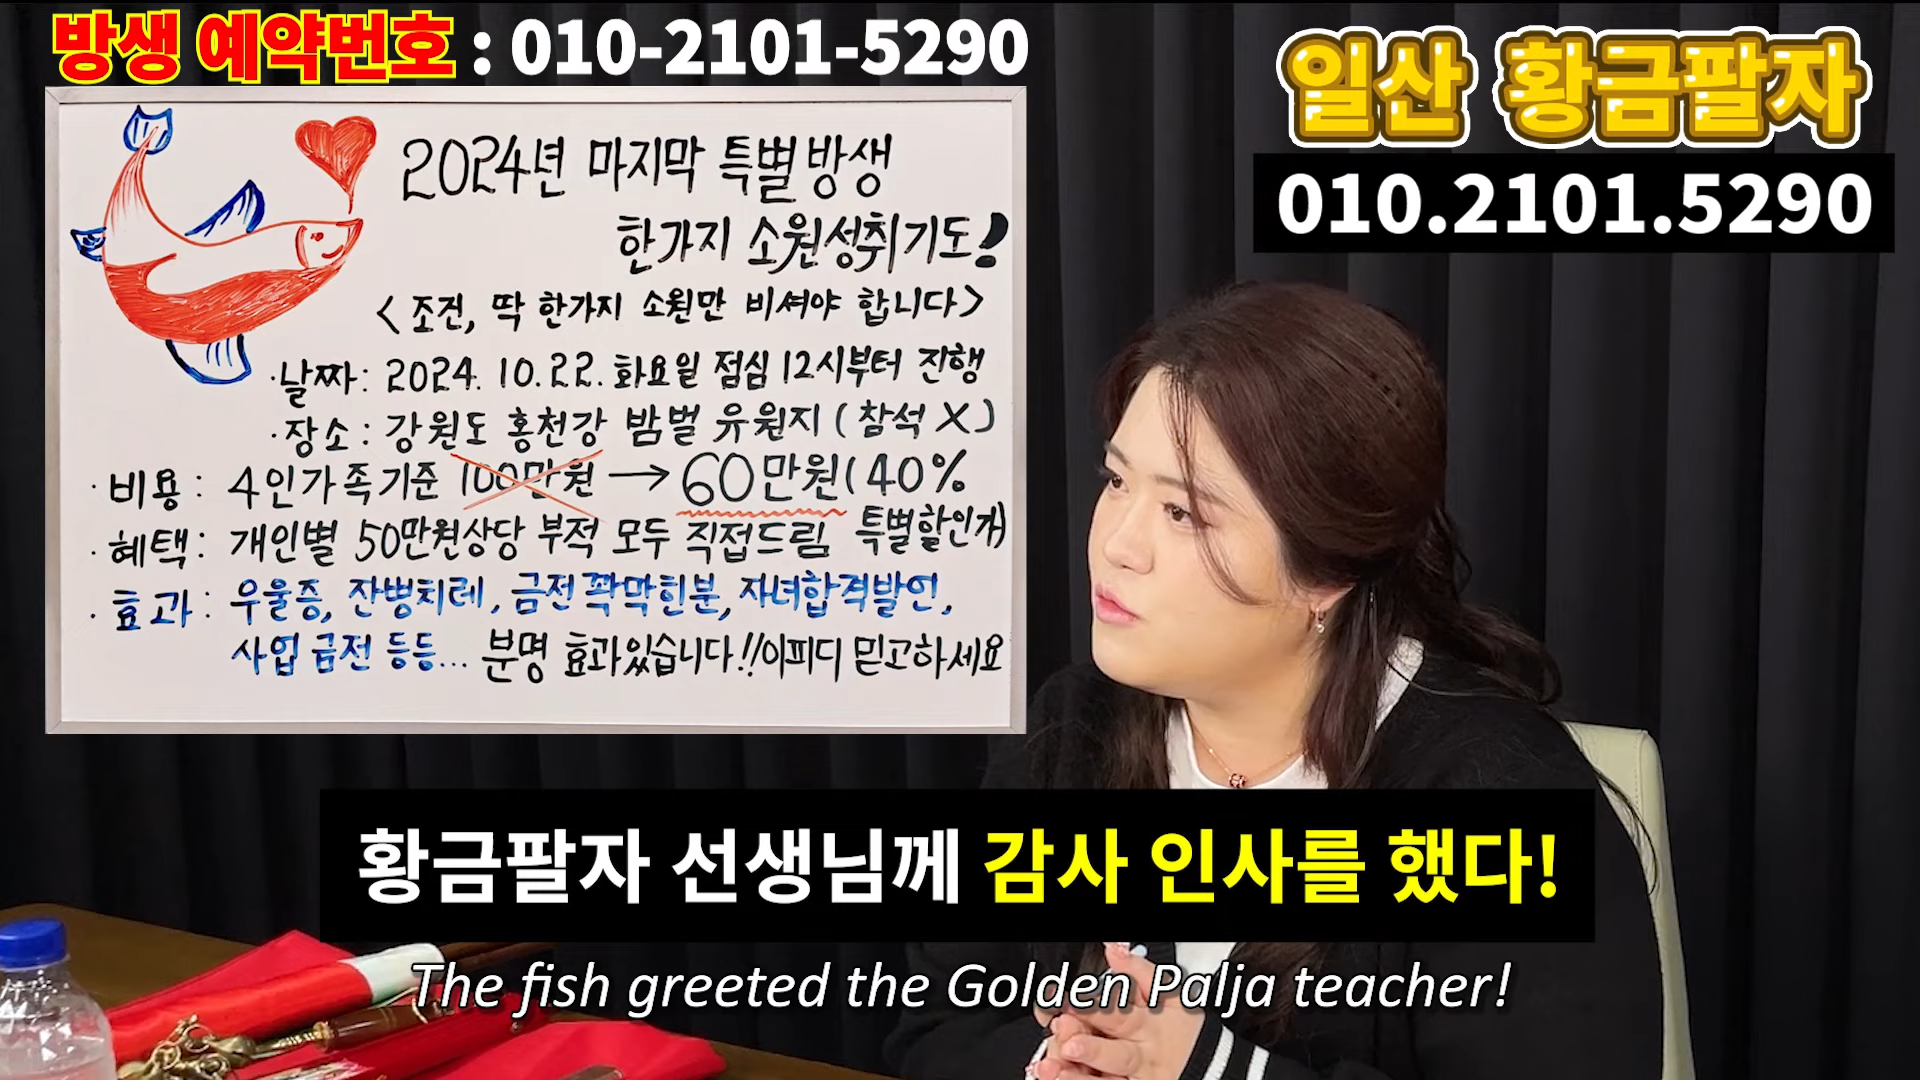 방생 예약번호 : 010-2101-5290
일산 황금팔자
010.2101.5290
2024년 마지막 특별방생
한가지 소원성취기도!
<조건, 딱 한가지 소원만 비셔야 합니다>
·날짜: 2024. 10. 22. 화요일 점심 12시부터 진행
·장소: 강원도 홍천강 밤벌 유원지 (참석 X)
·비용: 4인가족기준 100만원 → 60만원 (40%
특별할인가)
·혜택: 개인별 50만원상당 부적 모두 직접드림
·효과: 우울증, 잔병치레, 금전 꽉막힌분, 자녀합격발언,
사업 금전 등등... 분명 효과있습니다!!이피디 믿고하세요
황금팔자 선생님께 감사 인사를 했다!
The fish greeted the Golden Palja teacher!